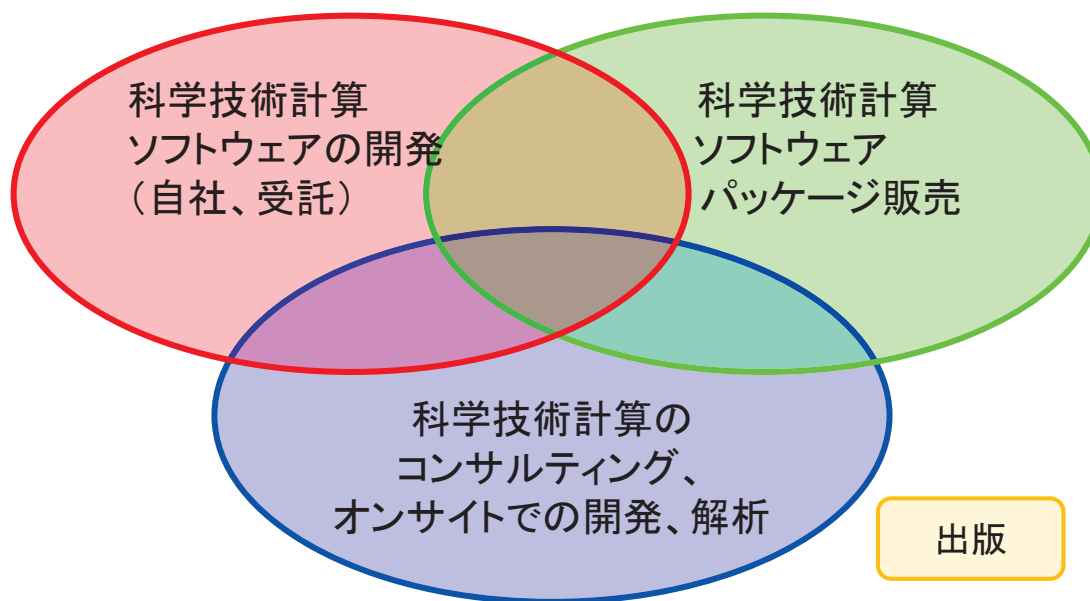 科学技術計算
ソフトウェアの開発
（自社、受託）
科学技術計算
ソフトウェア
パッケージ販売
科学技術計算の
コンサルティング、
オンサイトでの開発、解析
出版